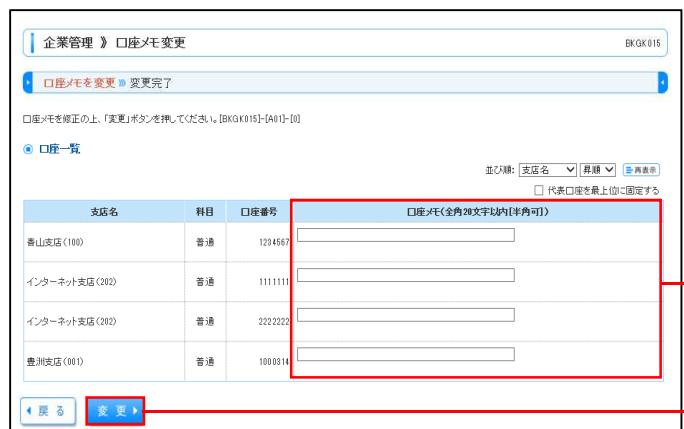 企業管理 》 口座メモ変更 BKGK015
口座メモを変更 》 変更完了
口座メモを修正の上、「変更」ボタンを押してください。[BKGK015]-[A01]-[0]
口座一覧
並び順: 支店名 昇順 再表示
代表口座を最上位に固定する
支店名 科目 口座番号 口座メモ(全角20文字以内[半角可])
青山支店(100) 普通 1234567
インターネット支店(202) 普通 1111111
インターネット支店(202) 普通 2222222
豊洲支店(001) 普通 1000314
戻る 変更